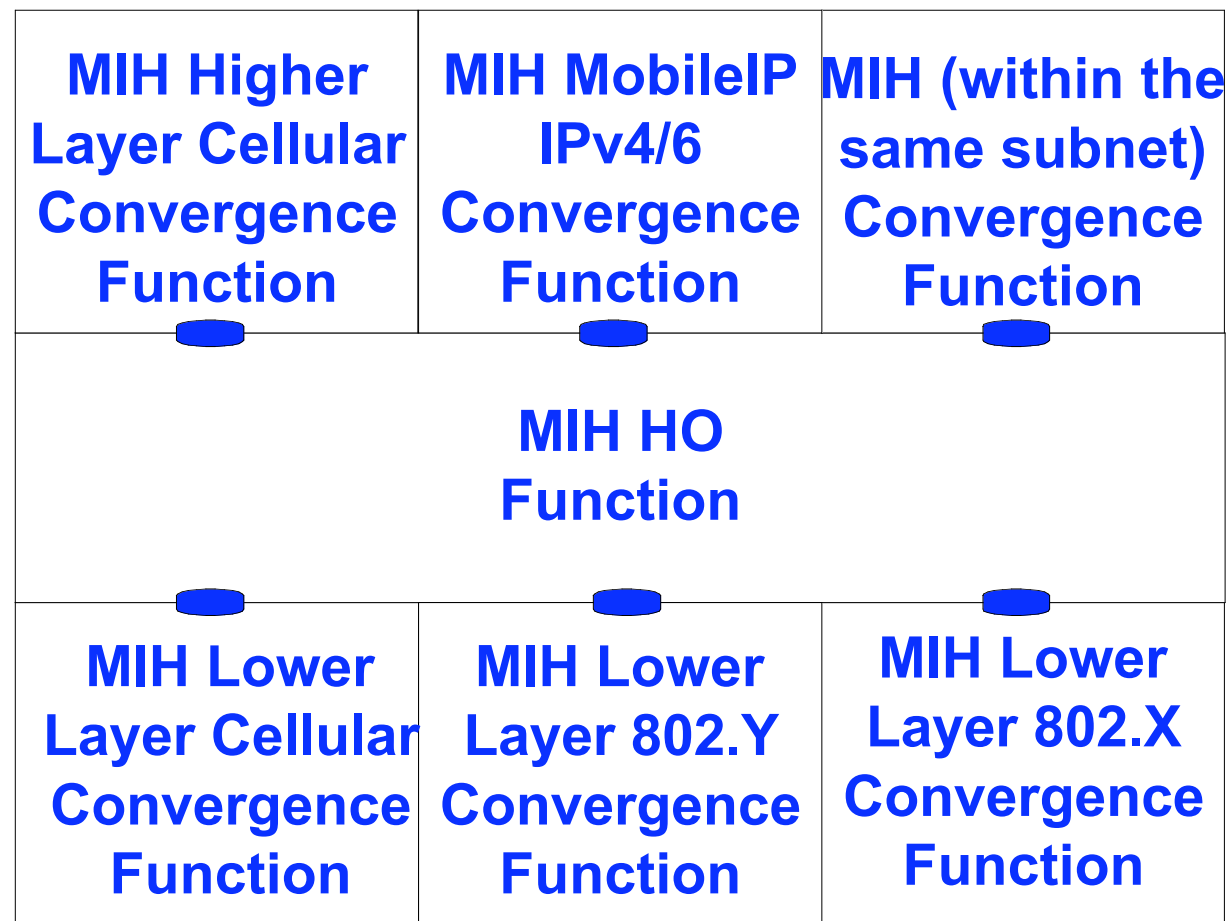 MIH Higher
Layer Cellular
Convergence
Function
MIH MobileIP
IPv4/6
Convergence
Function
MIH (within the
same subnet)
Convergence
Function
MIH HO
Function
MIH Lower
Layer Cellular
Convergence
Function
MIH Lower
Layer 802.Y
Convergence
Function
MIH Lower
Layer 802.X
Convergence
Function